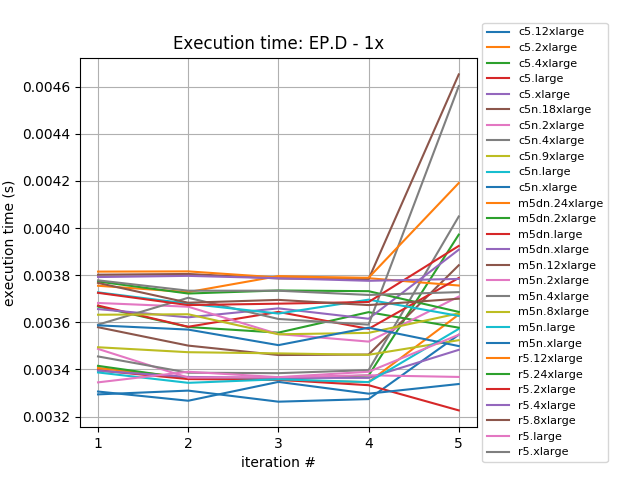 Execution time: EP.D - 1x
execution time (s)
0.0046
0.0044
0.0042
0.0040
0.0038
0.0036
0.0034
0.0032
1
2
3
4
5
iteration #
c5.12xlarge
c5.2xlarge
c5.4xlarge
c5.large
c5.xlarge
c5n.18xlarge
c5n.2xlarge
c5n.4xlarge
c5n.9xlarge
c5n.large
c5n.xlarge
m5dn.24xlarge
m5dn.2xlarge
m5dn.large
m5dn.xlarge
m5n.12xlarge
m5n.2xlarge
m5n.4xlarge
m5n.8xlarge
m5n.large
m5n.xlarge
r5.12xlarge
r5.24xlarge
r5.2xlarge
r5.4xlarge
r5.8xlarge
r5.large
r5.xlarge